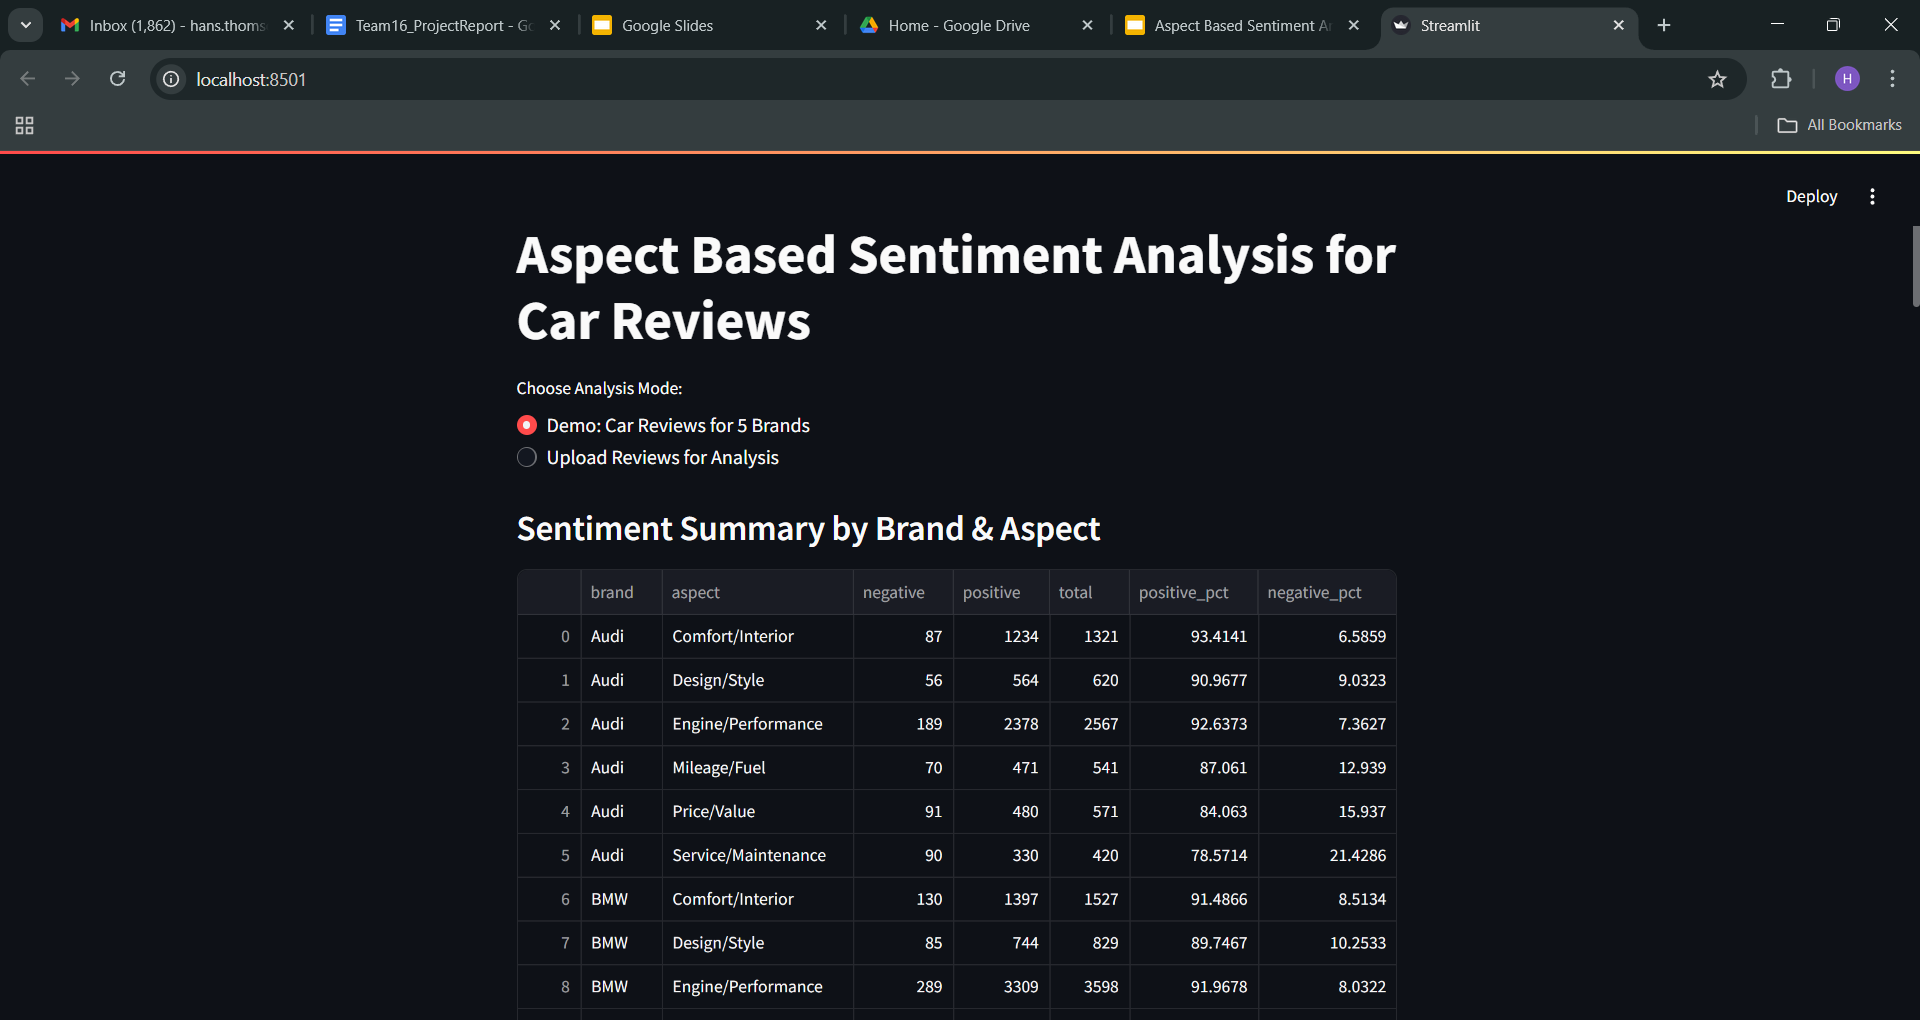 Inbox (1,862) - hans.thoms
Team16_ProjectReport - Go
Google Slides
Home - Google Drive
Aspect Based Sentiment An
Streamlit
localhost:8501
H
All Bookmarks
Deploy
Aspect Based Sentiment Analysis for
Car Reviews
Choose Analysis Mode:
Demo: Car Reviews for 5 Brands
Upload Reviews for Analysis
Sentiment Summary by Brand & Aspect
brand aspect negative positive total positive_pct negative_pct
0 Audi Comfort/Interior 87 1234 1321 93.4141 6.5859
1 Audi Design/Style 56 564 620 90.9677 9.0323
2 Audi Engine/Performance 189 2378 2567 92.6373 7.3627
3 Audi Mileage/Fuel 70 471 541 87.061 12.939
4 Audi Price/Value 91 480 571 84.063 15.937
5 Audi Service/Maintenance 90 330 420 78.5714 21.4286
6 BMW Comfort/Interior 130 1397 1527 91.4866 8.5134
7 BMW Design/Style 85 744 829 89.7467 10.2533
8 BMW Engine/Performance 289 3309 3598 91.9678 8.0322